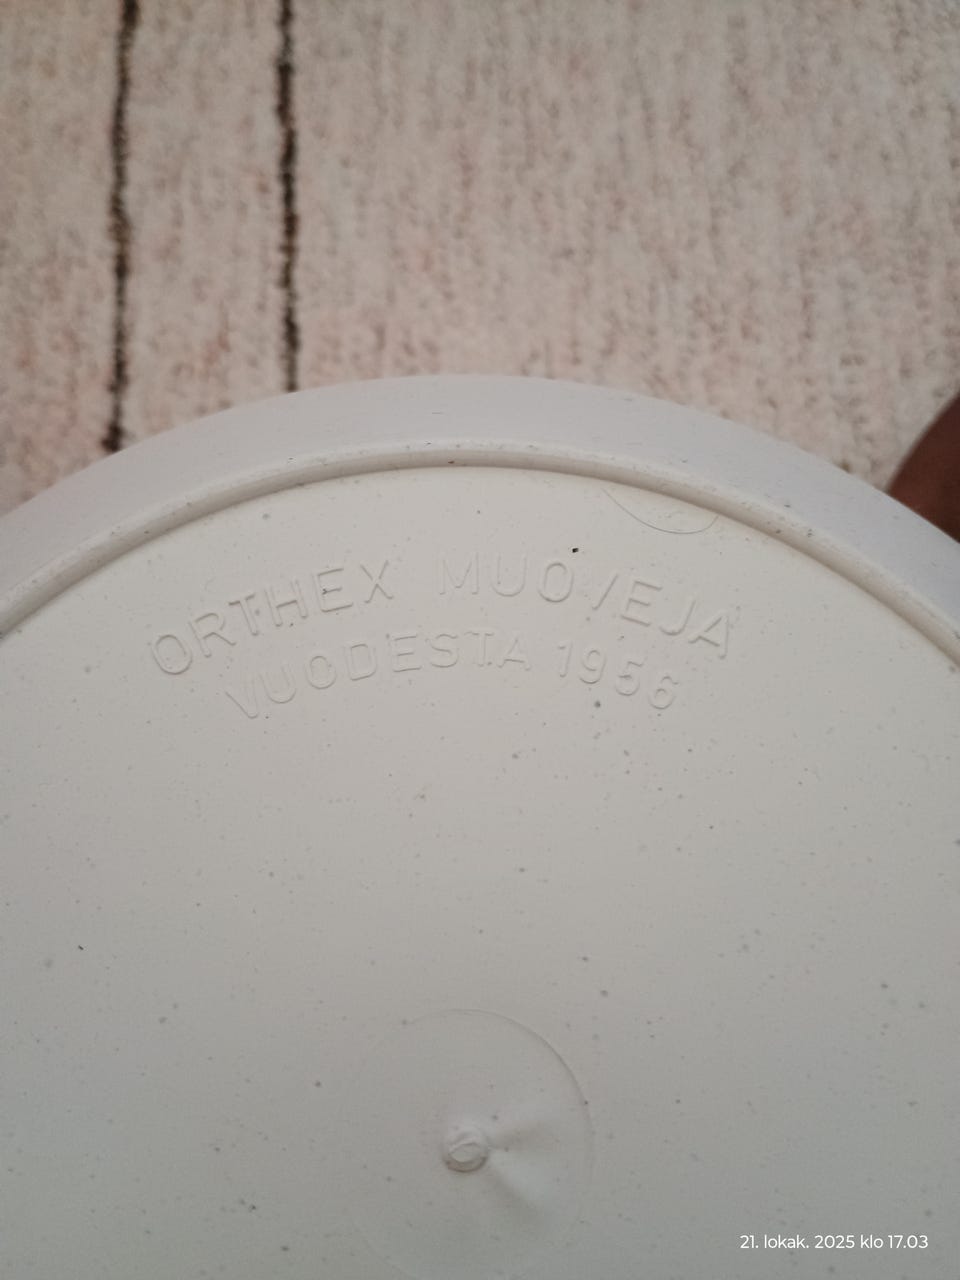 ORTHEX MUOVEJA
VUODESTA 1956
21. lokak. 2025 klo 17.03